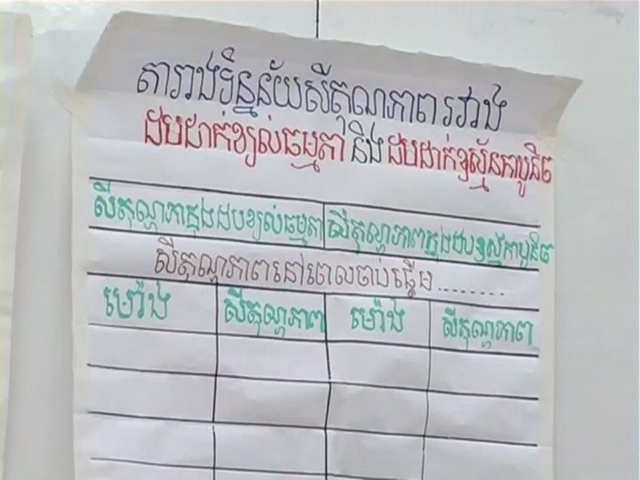 តារាងទិន្នន័យសីតុណ្ហភាព រវាង
ដបដាក់ខ្យល់ធម្មតា និង ដបដាក់ឧស្ម័នកាបូនិច
សីតុណ្ហភាពក្នុងដបខ្យល់ធម្មតា សីតុណ្ហភាពក្នុងដបឧស្ម័នកាបូនិច
សីតុណ្ហភាពនៅពេលចាប់ផ្តើម........
ម៉ោង សីតុណ្ហភាព ម៉ោង សីតុណ្ហភាព